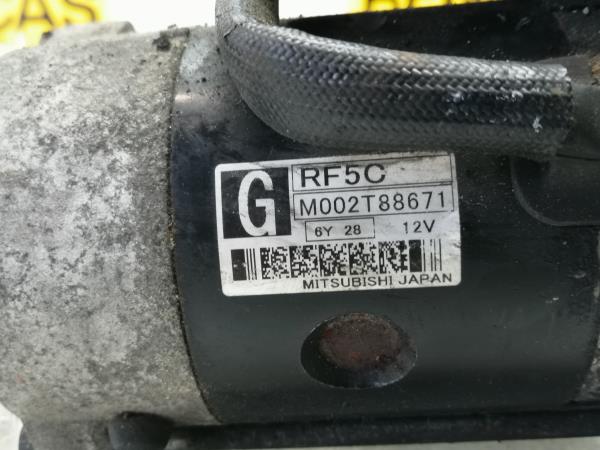 G
RF5C
M002T88671
6Y 28 12V
MITSUBISHI JAPAN